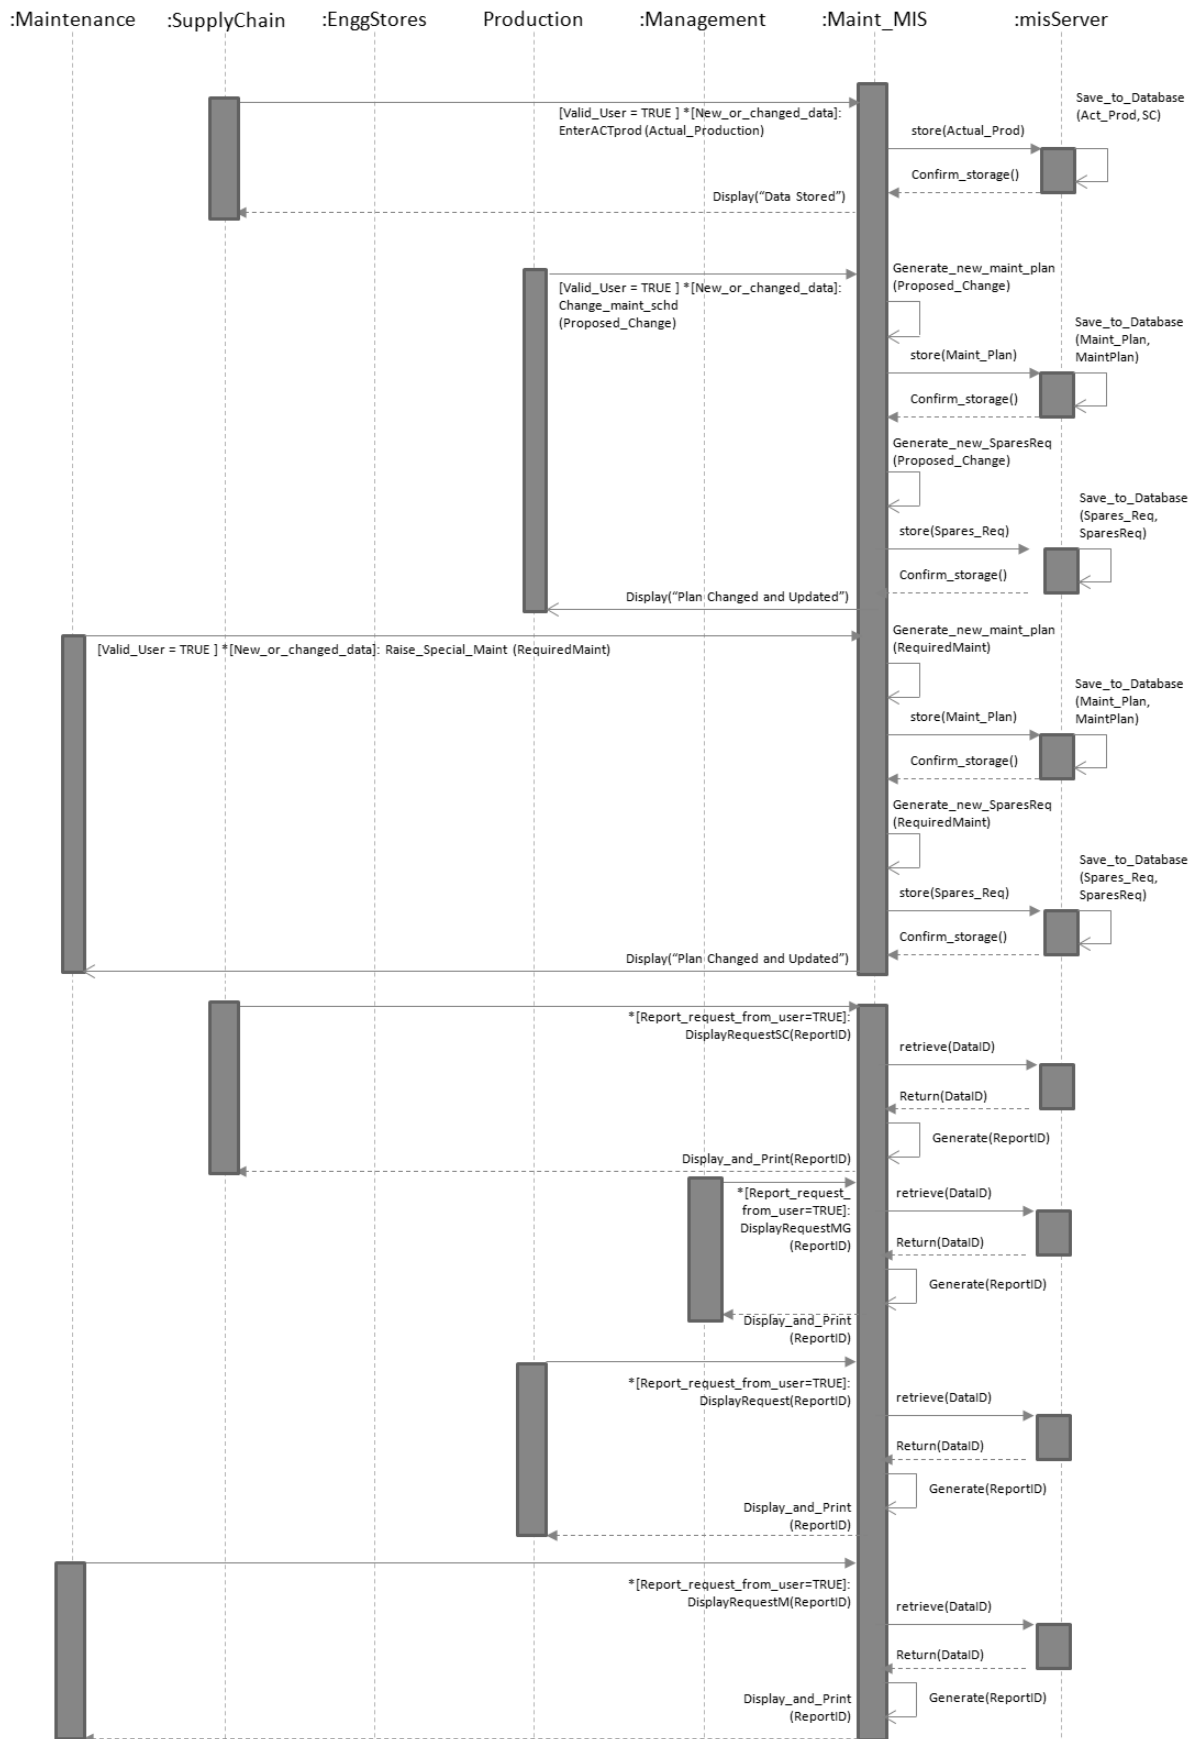 :Maintenance :SupplyChain :EnggStores Production :Management :Maint_MIS :misServer
Save_to_Database
(Act_Prod, SC)
[Valid_User = TRUE ] *[New_or_changed_data]:
EnterACTprod (Actual_Production)
store(Actual_Prod)
Confirm_storage()
Display(“Data Stored”)
Generate_new_maint_plan
(Proposed_Change)
[Valid_User = TRUE ] *[New_or_changed_data]:
Change_maint_schd
(Proposed_Change)
Save_to_Database
(Maint_Plan,
MaintPlan)
store(Maint_Plan)
Confirm_storage()
Generate_new_SparesReq
(Proposed_Change)
Save_to_Database
(Spares_Req,
SparesReq)
store(Spares_Req)
Confirm_storage()
Display(“Plan Changed and Updated”)
Generate_new_maint_plan
(RequiredMaint)
[Valid_User = TRUE ] *[New_or_changed_data]: Raise_Special_Maint (RequiredMaint)
Save_to_Database
(Maint_Plan,
MaintPlan)
store(Maint_Plan)
Confirm_storage()
Generate_new_SparesReq
(RequiredMaint)
Save_to_Database
(Spares_Req,
SparesReq)
store(Spares_Req)
Confirm_storage()
Display(“Plan Changed and Updated”)
*[Report_request_from_user=TRUE]:
DisplayRequestSC(ReportID)
retrieve(DataID)
Return(DataID)
Generate(ReportID)
Display_and_Print(ReportID)
*[Report_request_
from_user=TRUE]:
DisplayRequestMG
(ReportID)
retrieve(DataID)
Return(DataID)
Generate(ReportID)
Display_and_Print
(ReportID)
*[Report_request_from_user=TRUE]:
DisplayRequest(ReportID)
retrieve(DataID)
Return(DataID)
Generate(ReportID)
Display_and_Print
(ReportID)
*[Report_request_from_user=TRUE]:
DisplayRequestM(ReportID)
retrieve(DataID)
Return(DataID)
Generate(ReportID)
Display_and_Print
(ReportID)